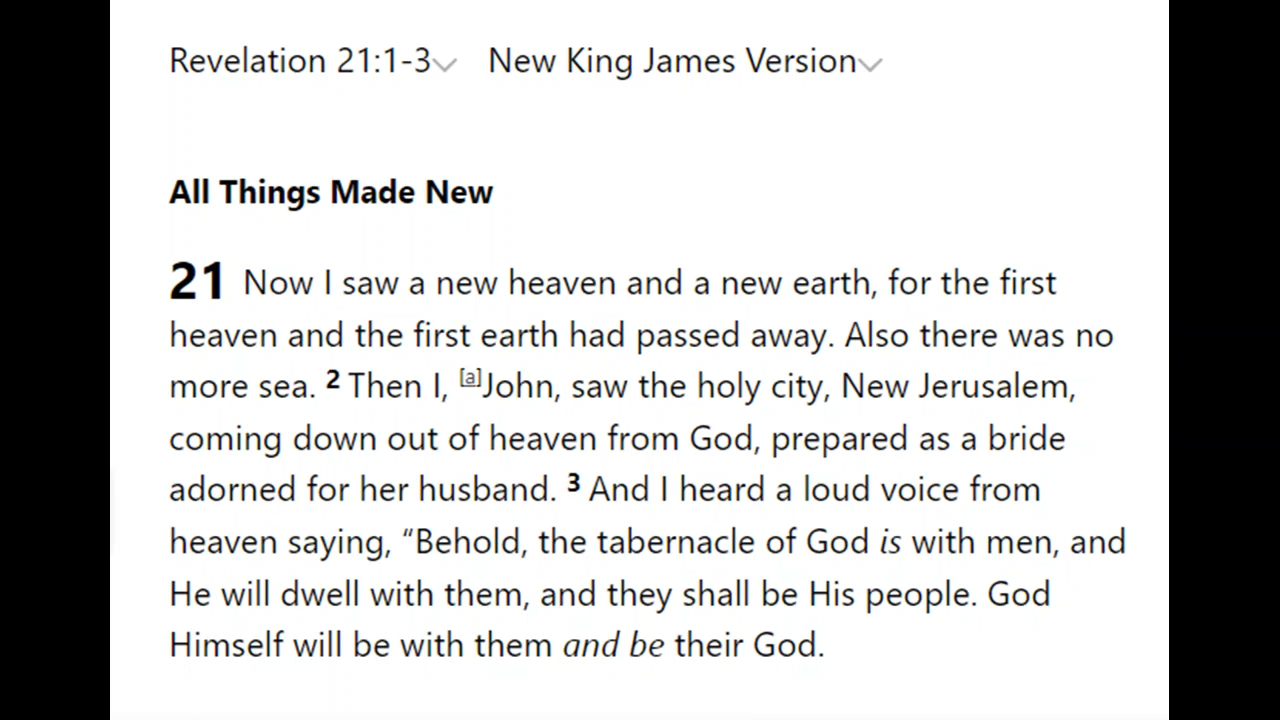 Revelation 21:1-3 New King James Version
All Things Made New
21 Now I saw a new heaven and a new earth, for the first
heaven and the first earth had passed away. Also there was no
more sea. 2 Then I, [a]John, saw the holy city, New Jerusalem,
coming down out of heaven from God, prepared as a bride
adorned for her husband. 3 And I heard a loud voice from
heaven saying, “Behold, the tabernacle of God is with men, and
He will dwell with them, and they shall be His people. God
Himself will be with them and be their God.